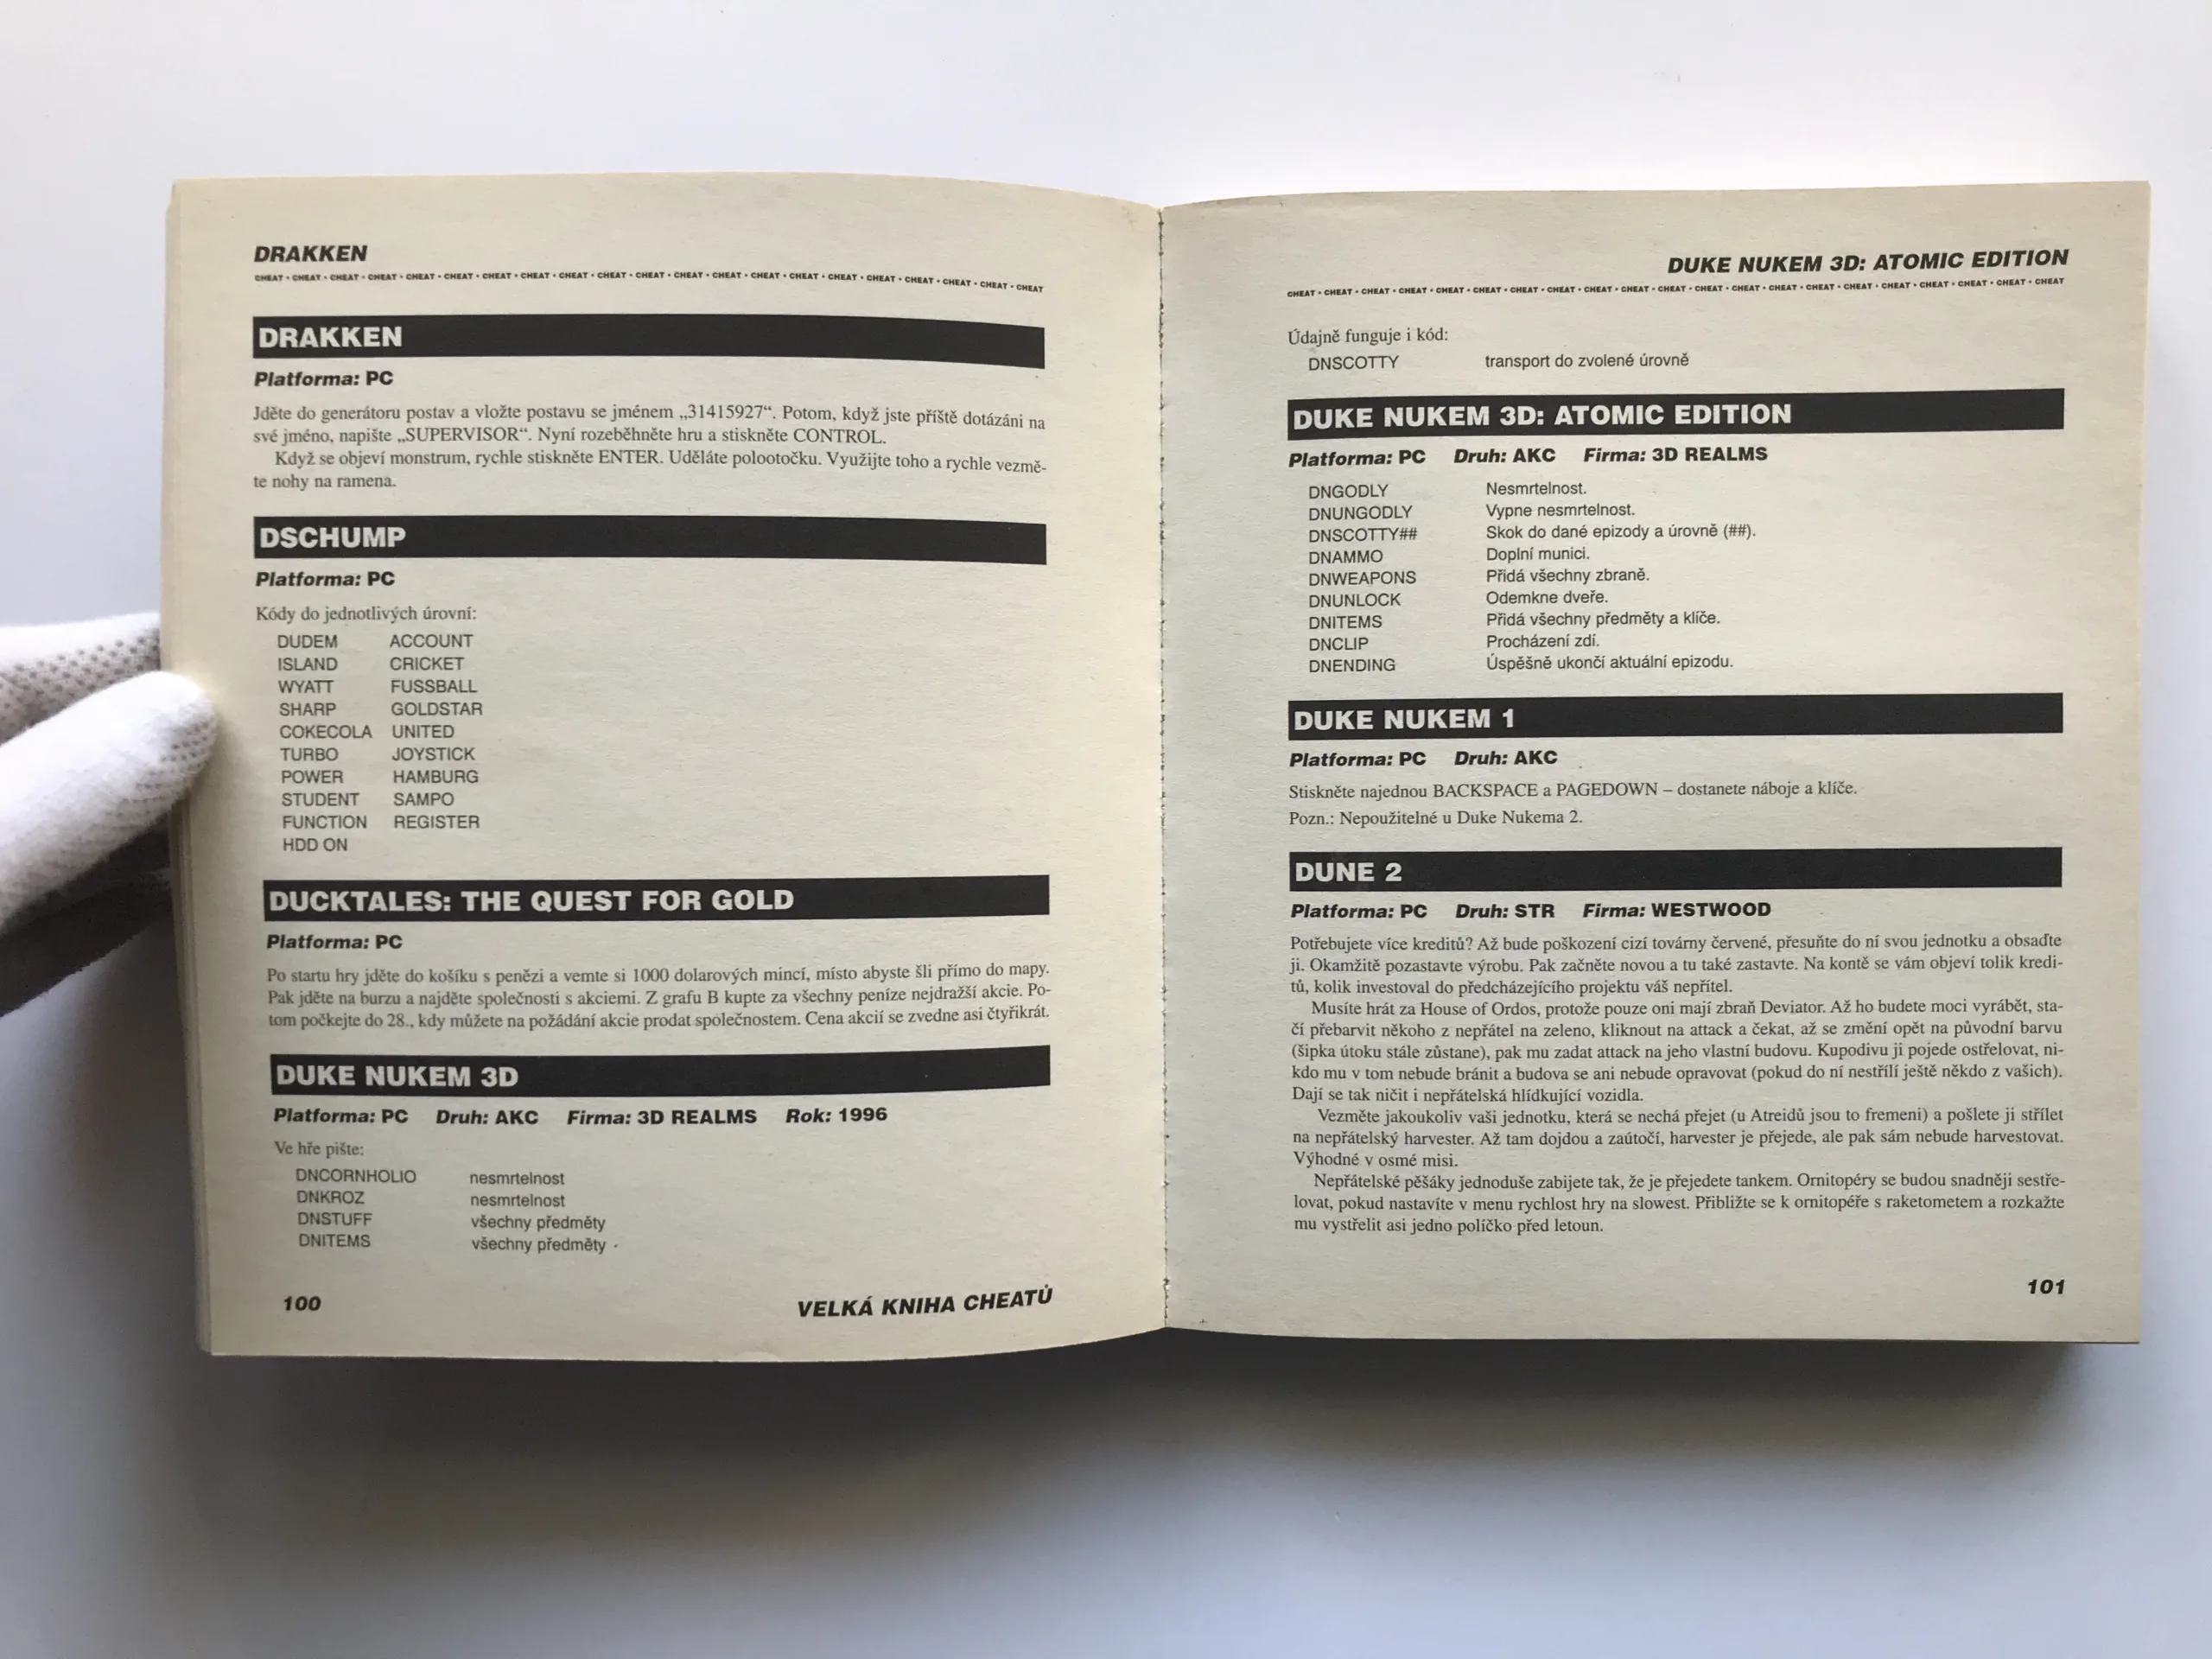 DRAKKEN
CHEAT • CHEAT • CHEAT • CHEAT • CHEAT • CHEAT • CHEAT • CHEAT • CHEAT • CHEAT • CHEAT • CHEAT • CHEAT • CHEAT • CHEAT • CHEAT • CHEAT • CHEAT • CHEAT • CHEAT • CHEAT
DRAKKEN
Platforma: PC
Jděte do generátoru postav a vložte postavu se jménem „31415927“. Potom, když jste příště dotázáni na
své jméno, napište „SUPERVISOR“. Nyní rozeběhněte hru a stiskněte CONTROL.
Když se objeví monstrum, rychle stiskněte ENTER. Uděláte polootočku. Využijte toho a rychle vezmě-
te nohy na ramena.
DSCHUMP
Platforma: PC
Kódy do jednotlivých úrovní:
DUDEM ACCOUNT
ISLAND CRICKET
WYATT FUSSBALL
SHARP GOLDSTAR
COKECOLA UNITED
TURBO JOYSTICK
POWER HAMBURG
STUDENT SAMPO
FUNCTION REGISTER
HDD ON
DUCKTALES: THE QUEST FOR GOLD
Platforma: PC
Po startu hry jděte do košíku s penězi a vemte si 1000 dolarových mincí, místo abyste šli přímo do mapy.
Pak jděte na burzu a najděte společnosti s akciemi. Z grafu B kupte za všechny peníze nejdražší akcie. Po-
tom počkejte do 28., kdy můžete na požádání akcie prodat společnostem. Cena akcií se zvedne asi čtyřikrát.
DUKE NUKEM 3D
Platforma: PC Druh: AKC Firma: 3D REALMS Rok: 1996
Ve hře pište:
DNCORNHOLIO nesmrtelnost
DNKROZ nesmrtelnost
DNSTUFF všechny předměty
DNITEMS všechny předměty
100 VELKÁ KNIHA CHEATŮ
DUKE NUKEM 3D: ATOMIC EDITION
CHEAT • CHEAT • CHEAT • CHEAT • CHEAT • CHEAT • CHEAT • CHEAT • CHEAT • CHEAT • CHEAT • CHEAT • CHEAT • CHEAT • CHEAT • CHEAT • CHEAT • CHEAT • CHEAT • CHEAT • CHEAT
Údajně funguje i kód:
DNSCOTTY transport do zvolené úrovně
DUKE NUKEM 3D: ATOMIC EDITION
Platforma: PC Druh: AKC Firma: 3D REALMS
DNGODLY Nesmrtelnost.
DNUNGODLY Vypne nesmrtelnost.
DNSCOTTY## Skok do dané epizody a úrovně (##).
DNAMMO Doplní munici.
DNWEAPONS Přidá všechny zbraně.
DNUNLOCK Odemkne dveře.
DNITEMS Přidá všechny předměty a klíče.
DNCLIP Procházení zdí.
DNENDING Úspěšně ukončí aktuální epizodu.
DUKE NUKEM 1
Platforma: PC Druh: AKC
Stiskněte najednou BACKSPACE a PAGEDOWN – dostanete náboje a klíče.
Pozn.: Nepoužitelné u Duke Nukema 2.
DUNE 2
Platforma: PC Druh: STR Firma: WESTWOOD
Potřebujete více kreditů? Až bude poškození cizí továrny červené, přesuňte do ní svou jednotku a obsaďte
ji. Okamžitě pozastavte výrobu. Pak začněte novou a tu také zastavte. Na kontě se vám objeví tolik kredi-
tů, kolik investoval do předcházejícího projektu váš nepřítel.
Musíte hrát za House of Ordos, protože pouze oni mají zbraň Deviator. Až ho budete moci vyrábět, sta-
čí přebarvit někoho z nepřátel na zeleno, kliknout na attack a čekat, až se změní opět na původní barvu
(šipka útoku stále zůstane), pak mu zadat attack na jeho vlastní budovu. Kupodivu ji pojede ostřelovat, ni-
kdo mu v tom nebude bránit a budova se ani nebude opravovat (pokud do ní nestřílí ještě někdo z vašich).
Dají se tak ničit i nepřátelská hlídkující vozidla.
Vezměte jakoukoliv vaši jednotku, která se nechá přejet (u Atreidů jsou to fremeni) a pošlete ji střílet
na nepřátelský harvester. Až tam dojdou a zaútočí, harvester je přejede, ale pak sám nebude harvestovat.
Výhodné v osmé misi.
Nepřátelské pěšáky jednoduše zabijete tak, že je přejedete tankem. Ornitopéry se budou snadněji sestře-
lovat, pokud nastavíte v menu rychlost hry na slowest. Přibližte se k ornitopéře s raketometem a rozkažte
mu vystřelit asi jedno políčko před letoun.
101